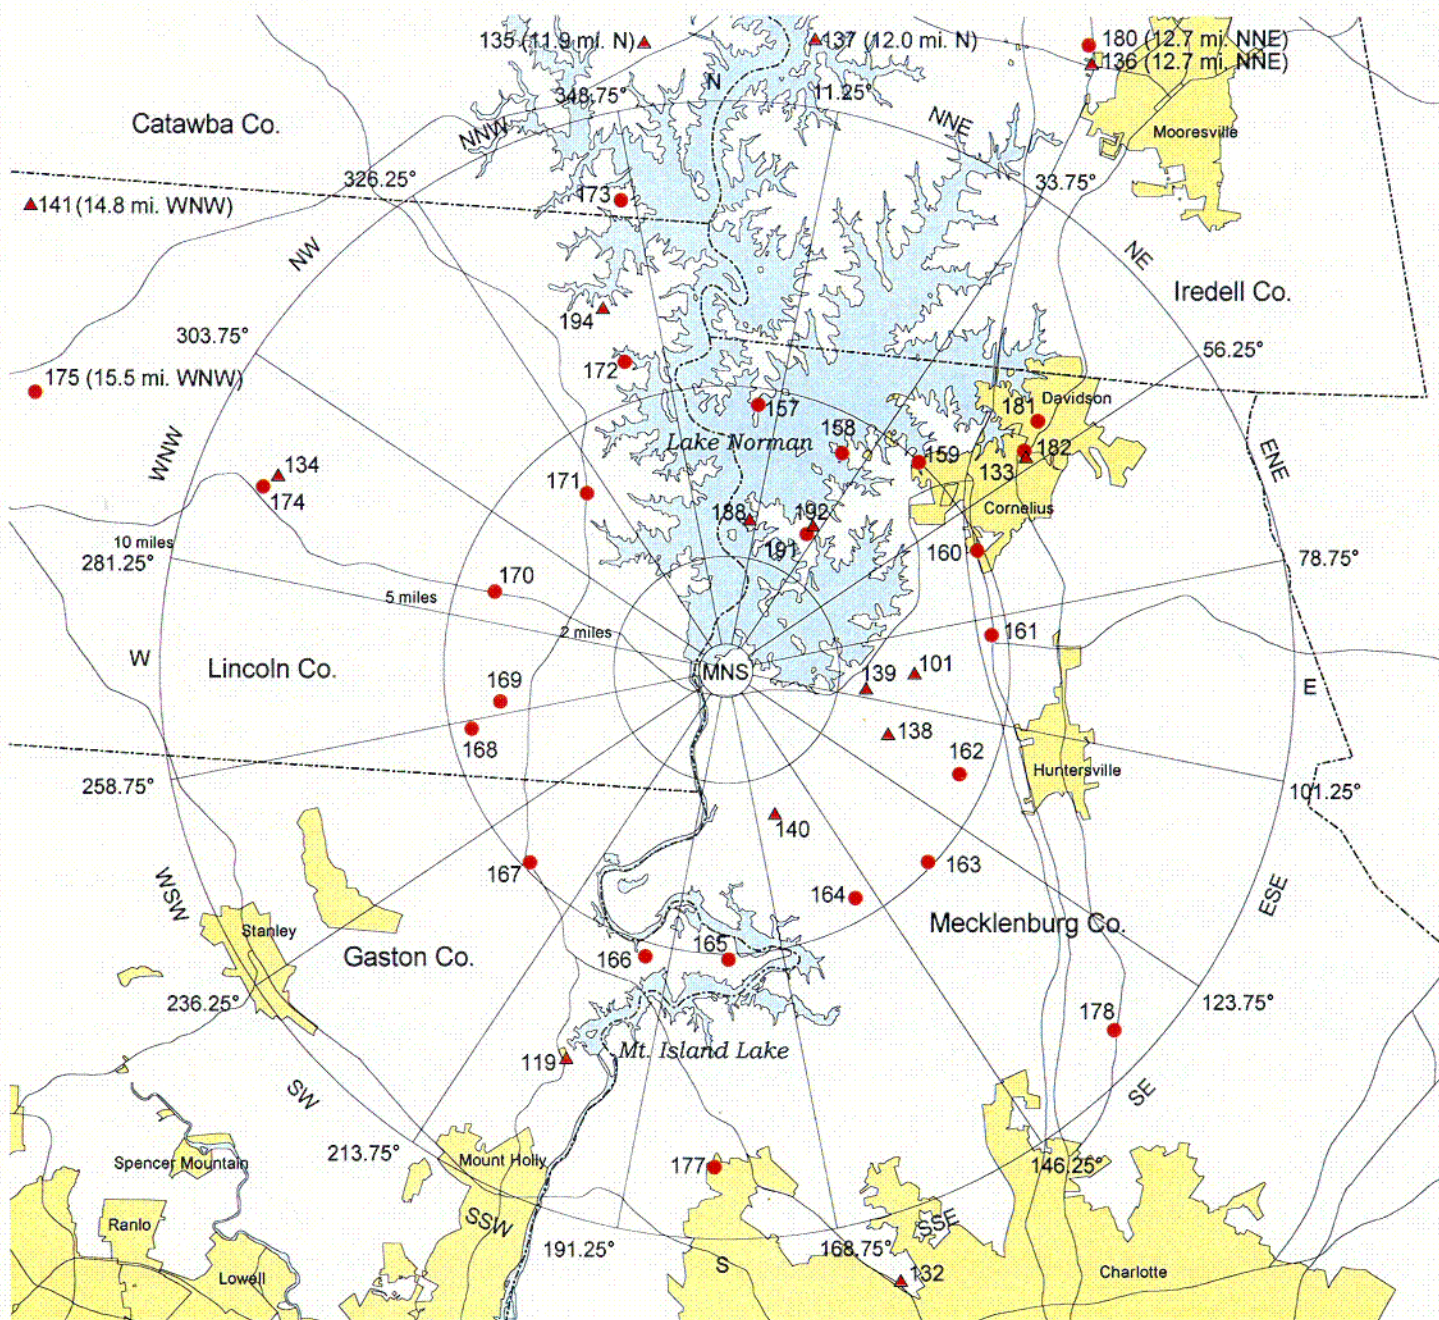 135 (11.9 mi. N)
137 (12.0 mi. N)
180 (12.7 mi. NNE)
136 (12.7 mi. NNE)
N
348.75°
11.25°
Catawba Co.
NNW
NNE
Mooresville
326.25°
33.75°
173
141 (14.8 mi. WNW)
NW
NE
Iredell Co.
194
303.75°
56.25°
172
175 (15.5 mi. WNW)
157
181
Davidson
Lake Norman
158
WNW
134
159
182
133
ENE
174
171
188
192
Cornelius
10 miles
191
160
281.25°
78.75°
170
5 miles
2 miles
161
W
Lincoln Co.
MNS
139
101
E
169
168
138
162
Huntersville
258.75°
101.25°
140
167
163
WSW
164
ESE
Stanley
Mecklenburg Co.
Gaston Co.
166
165
236.25°
123.75°
178
119
Mt. Island Lake
SW
SE
213.75°
Spencer Mountain
Mount Holly
177
146.25°
Ranlo
SSW
SSE
191.25°
168.75°
S
Lowell
132
Charlotte